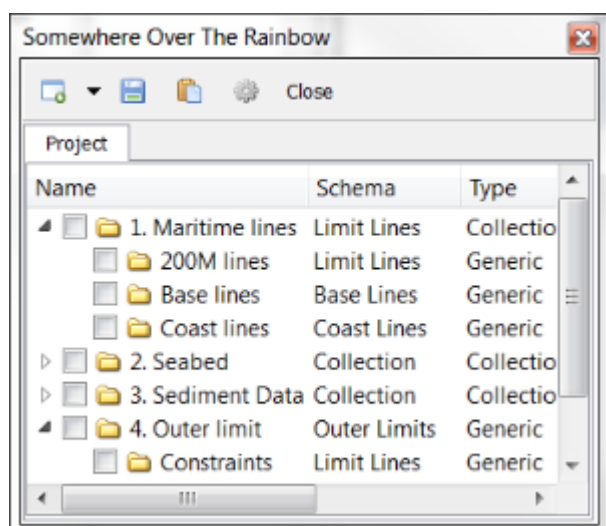 Somewhere Over The Rainbow
Close
Project
Name Schema Type
1. Maritime lines Limit Lines Collectio
200M lines Limit Lines Generic
Base lines Base Lines Generic
Coast lines Coast Lines Generic
2. Seabed Collection Collectio
3. Sediment Data Collection Collectio
4. Outer limit Outer Limits Generic
Constraints Limit Lines Generic